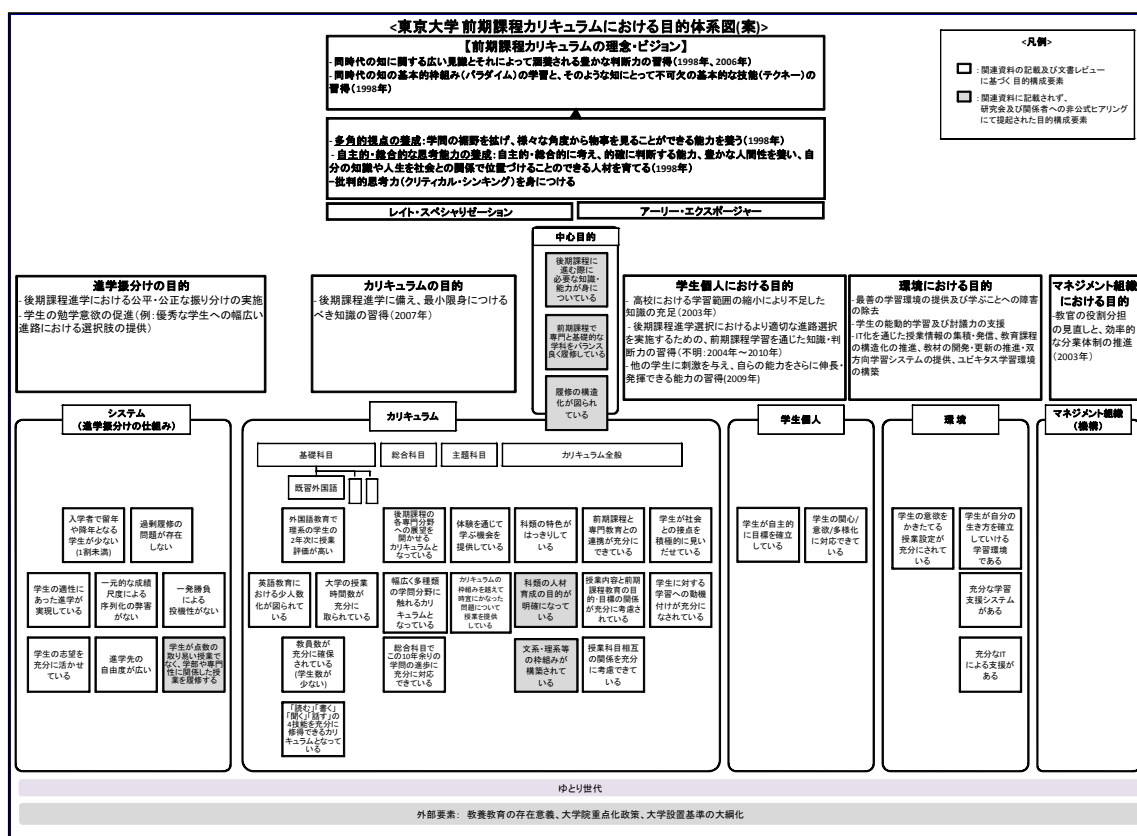 <東京大学 前期課程カリキュラムにおける目的体系図(案)>
【前期課程カリキュラムの理念・ビジョン】
- 同時代の知に関する広い見識とそれによって涵養される豊かな判断力の習得(1998年、2006年)
- 同時代の知の基本的枠組み(パラダイム)の学習と、そのような知にとって不可欠の基本的な技能(テクネー)の
習得(1998年)
<凡例>
: 関連資料の記載及び文書レビュー
に基づく目的構成要素
: 関連資料に記載されず、
研究会及び関係者への非公式ヒアリング
にて提起された目的構成要素
- 多角的視点の養成:学問の裾野を拡げ、様々な角度から物事を見ることができる能力を養う(1998年)
- 自主的・総合的な思考能力の養成:自主的・総合的に考え、的確に判断する能力、豊かな人間性を養い、自
分の知識や人生を社会との関係で位置づけることのできる人材を育てる(1998年)
-批判的思考力(クリティカル・シンキング)を身につける
レイト・スペシャリゼーション
アーリー・エクスポージャー
中心目的
後期課程に
進む際に
必要な知識・
能力が身に
ついている
前期課程で
専門と基礎的な
学科をバランス
良く履修している
履修の構造
化が図られ
ている
進学振分けの目的
- 後期課程進学における公平・公正な振り分けの実施
- 学生の勉学意欲の促進(例:優秀な学生への幅広い
進路における選択肢の提供)
カリキュラムの目的
- 後期課程進学に備え、最小限身につける
べき知識の習得(2007年)
学生個人における目的
- 高校における学習範囲の縮小により不足した
知識の充足(2003年)
- 後期課程進学選択におけるより適切な進路選択
を実施するための、前期課程学習を通じた知識・判
断力の習得(不明:2004年~2010年)
- 他の学生に刺激を与え、自らの能力をさらに伸長・
発揮できる能力の習得(2009年)
環境における目的
- 最善の学習環境の提供及び学ぶことへの障害
の除去
- 学生の能動的学習及び討議力の支援
- IT化を通じた授業情報の集積・発信、教育課程
の構造化の推進、教材の開発・更新の推進・双
方向学習システムの提供、ユビキタス学習環境
の構築
マネジメント組織
における目的
- 教官の役割分担
の見直しと、効率的
な分業体制の推進
(2003年)
システム
(進学振分けの仕組み)
入学者で留年
や降年となる
学生が少ない
(1割未満)
過剰履修の
問題が存在
しない
学生の適性に
あった進学が
実現している
一元的な成績
尺度による
序列化の弊害
がない
一発勝負
による
投機性がない
学生の志望を
充分に活かせ
ている
進学先の
自由度が広い
学生が点数の
取り易い授業で
なく、学部や専門
性に関係した授
業を履修する
カリキュラム
基礎科目
総合科目
主題科目
カリキュラム全般
既習外国語
外国語教育で
理系の学生の
2年次に授業
評価が高い
後期課程の
各専門分野
への展望を
開かせる
カリキュラムと
なっている
体験を通じて
学ぶ機会を
提供している
科類の特色が
はっきりして
いる
前期課程と
専門教育との
連携が充分に
できている
学生が社会
との接点を
積極的に見い
だせている
英語教育に
おける少人数
化が図られて
いる
大学の授業
時間数が
充分に
取られている
幅広く多種類
の学問分野に
触れるカリ
キュラムと
なっている
カリキュラムの
枠組みを超えて
時宜にかなった
問題について
授業を提供
している
科類の人材
育成の目的が
明確になって
いる
授業内容と前期
課程教育の目
的・目標の関係
が充分に考慮さ
れている
学生に対する
学習への動機
付けが充分に
なされている
教員数が
充分に確保
されている
(学生数が
少ない)
総合科目で
この10年余りの
学問の進歩に
充分に対応
できている
文系・理系等
の枠組みが
構築されて
いる
授業科目相互
の関係を充分
に考慮できて
いる
「読む」「書く」
「聞く」「話す」の
4技能を充分に
修得できるカリ
キュラムとなって
いる
学生個人
学生が自主的
に目標を確立
している
学生の関心/
意欲/多様化
に対応できて
いる
環境
学生の意欲を
かきたてる
授業設定が
充分にされて
いる
学生が自分の
生き方を確立
していける
学習環境で
ある
充分な学習
支援システム
がある
充分なIT
による支援が
ある
マネジメント組織
(機構)
ゆとり世代
外部要素: 教養教育の存在意義、大学院重点化政策、大学設置基準の大綱化